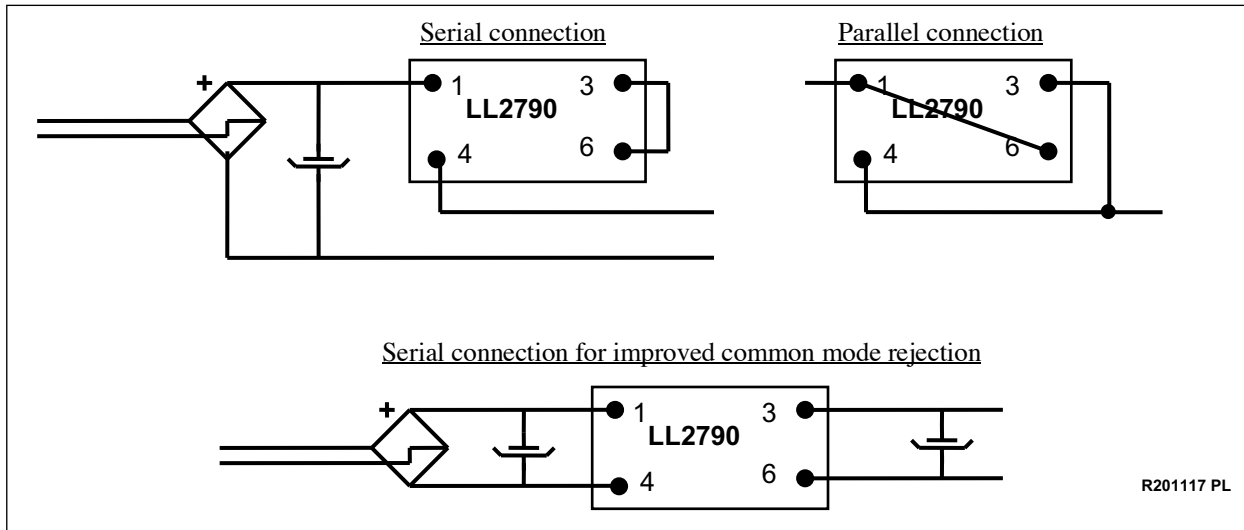 Serial connection
Parallel connection
+
1
3
LL2790
4
6
1
3
LL2790
4
6
Serial connection for improved common mode rejection
+
1
3
LL2790
4
6
R201117 PL